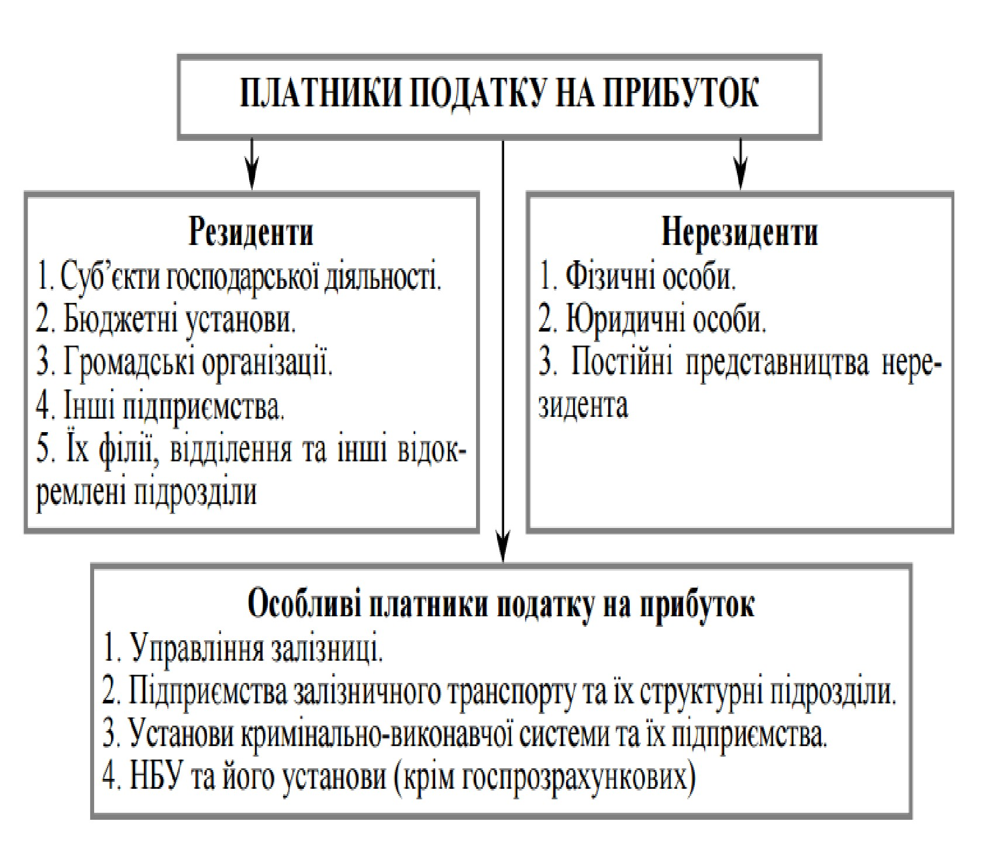 ПЛАТНИКИ ПОДАТКУ НА ПРИБУТОК
Резиденти
1. Суб’єкти господарської діяльності.
2. Бюджетні установи.
3. Громадські організації.
4. Інші підприємства.
5. Їх філії, відділення та інші відок-
ремлені підрозділи
Нерезиденти
1. Фізичні особи.
2. Юридичні особи.
3. Постійні представництва нере-
зидента
Особливі платники податку на прибуток
1. Управління залізниці.
2. Підприємства залізничного транспорту та їх структурні підрозділи.
3. Установи кримінально-виконавчої системи та їх підприємства.
4. НБУ та його установи (крім госпрозрахункових)